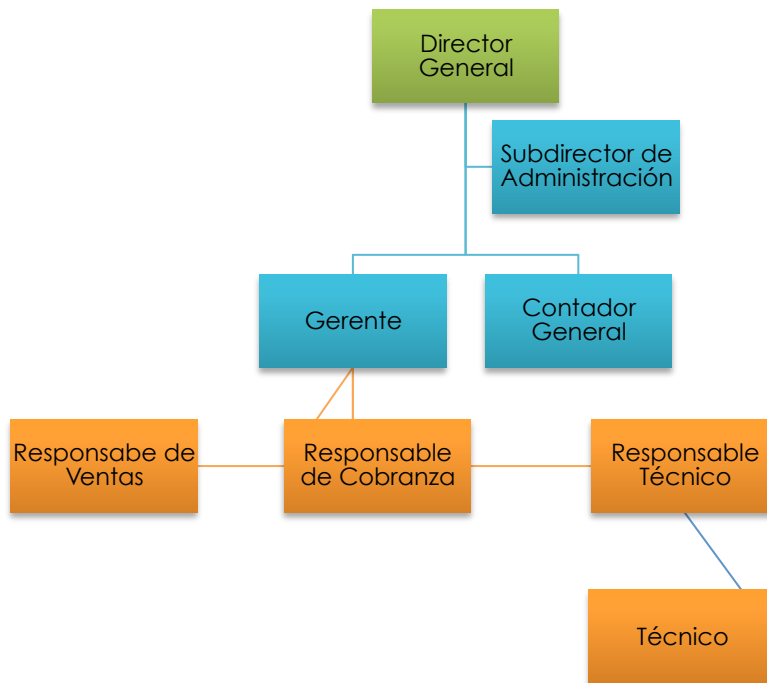 Director
General
Subdirector de
Administración
Gerente
Contador
General
Responsabe de
Ventas
Responsable
de Cobranza
Responsable
Técnico
Técnico